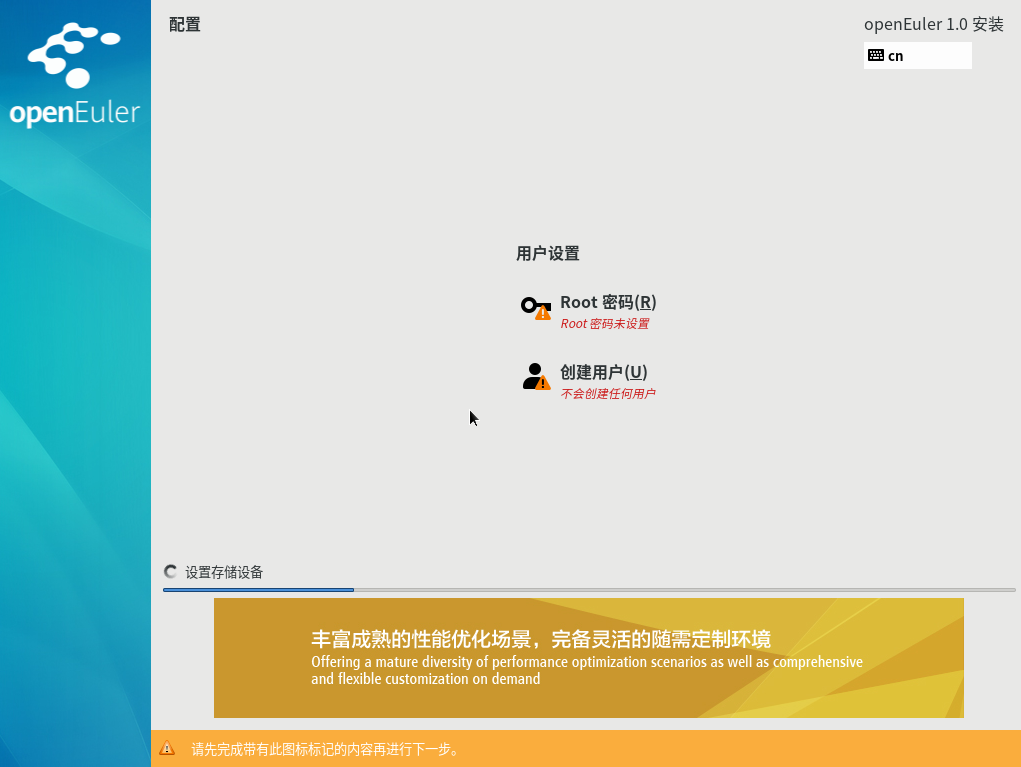 openEuler
配置
openEuler 1.0 安装
cn
用户设置
Root 密码(R)
Root 密码未设置
创建用户(U)
不会创建任何用户
设置存储设备
丰富成熟的性能优化场景，完备灵活的随需定制环境
Offering a mature diversity of performance optimization scenarios as well as comprehensive
and flexible customization on demand
请先完成带有此图标标记的内容再进行下一步。